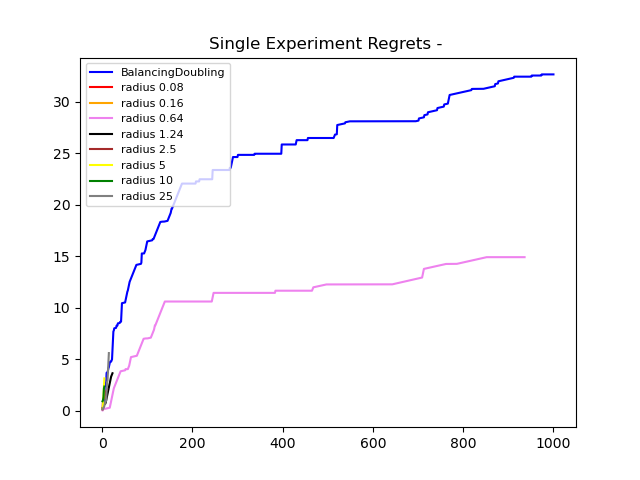 Single Experiment Regrets -
BalancingDoubling
radius 0.08
radius 0.16
radius 0.64
radius 1.24
radius 2.5
radius 5
radius 10
radius 25
30
25
20
15
10
5
0
0 200 400 600 800 1000